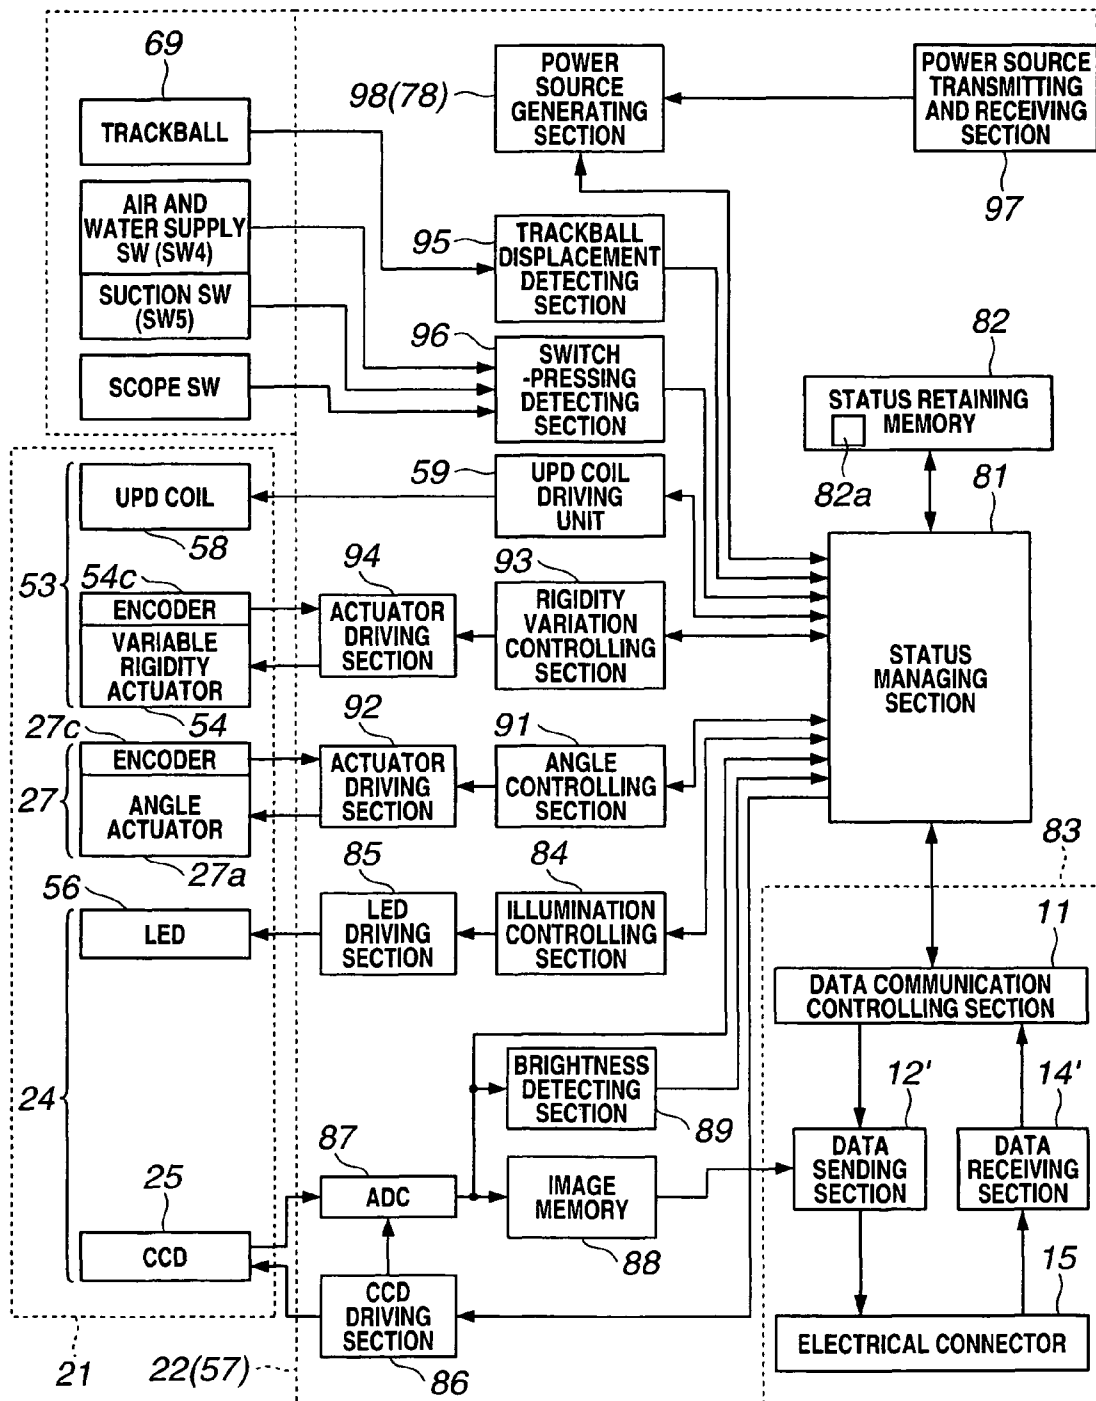 69
TRACKBALL
AIR AND
WATER SUPPLY
SW (SW4)
SUCTION SW
(SW5)
SCOPE SW
98(78)
POWER
SOURCE
GENERATING
SECTION
POWER SOURCE
TRANSMITTING
AND RECEIVING
SECTION
97
95
TRACKBALL
DISPLACEMENT
DETECTING
SECTION
96
SWITCH
-PRESSING
DETECTING
SECTION
82
STATUS RETAINING
MEMORY
82a
81
STATUS
MANAGING
SECTION
53
UPD COIL
58
59
UPD COIL
DRIVING
UNIT
54c
ENCODER
VARIABLE
RIGIDITY
ACTUATOR
54
94
ACTUATOR
DRIVING
SECTION
93
RIGIDITY
VARIATION
CONTROLLING
SECTION
27c
27
ENCODER
ANGLE
ACTUATOR
27a
92
ACTUATOR
DRIVING
SECTION
91
ANGLE
CONTROLLING
SECTION
56
LED
85
LED
DRIVING
SECTION
84
ILLUMINATION
CONTROLLING
SECTION
83
11
DATA COMMUNICATION
CONTROLLING SECTION
24
BRIGHTNESS
DETECTING
SECTION
89
12'
DATA
SENDING
SECTION
14'
DATA
RECEIVING
SECTION
87
ADC
IMAGE
MEMORY
88
25
CCD
CCD
DRIVING
SECTION
86
15
ELECTRICAL CONNECTOR
21
22(57)